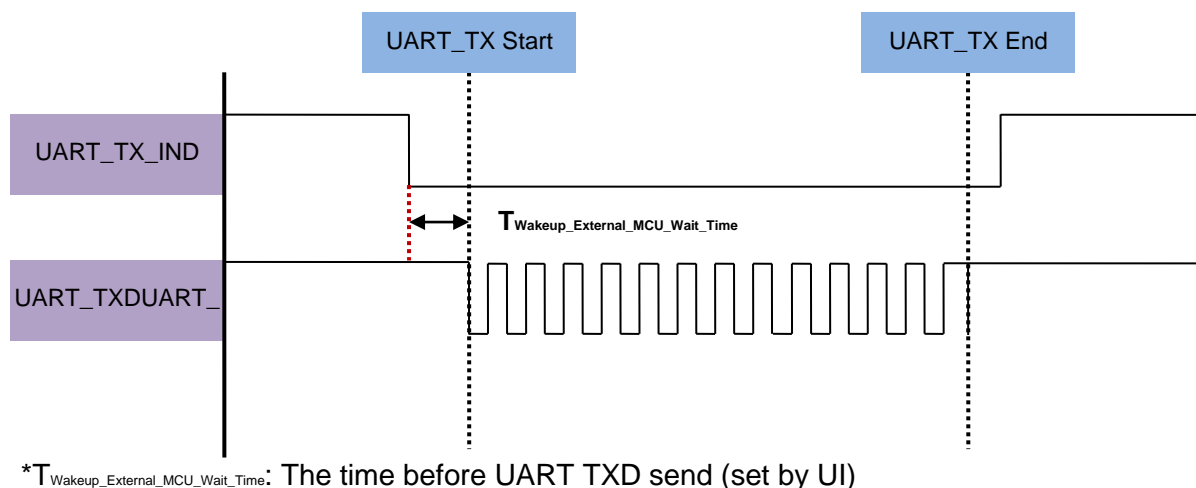 UART_TX Start
UART_TX End
UART_TX_IND
TWakeup_External_MCU_Wait_Time
UART_TXDUART_
*TWakeup_External_MCU_Wait_Time: The time before UART TXD send (set by UI)